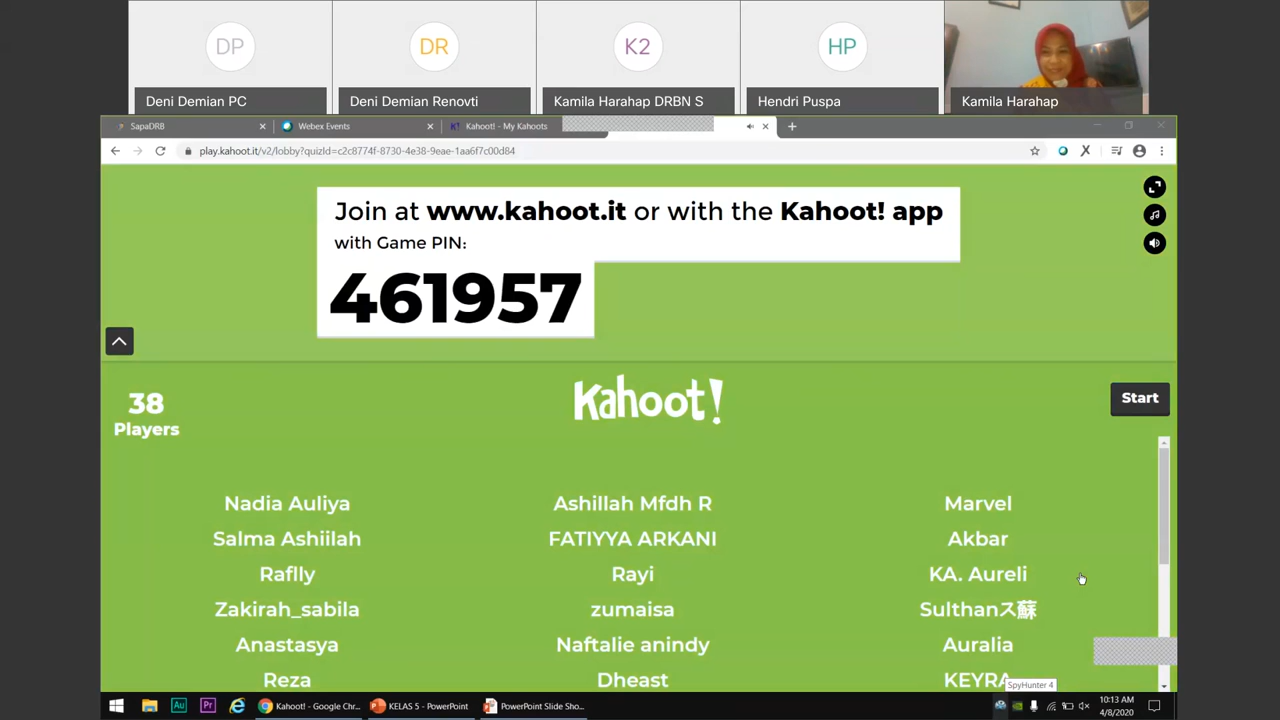 DP
DR
K2
HP
Deni Demian PC
Deni Demian Renovti
Kamila Harahap DRBN S
Hendri Puspa
Kamila Harahap
SapaDRB
Webex Events
K! Kahoot! - My Kahoots
play.kahoot.it/v2/lobby?quizId=c2c8774f-8730-4e38-9eae-1aa6f7c00d84
Join at www.kahoot.it or with the Kahoot! app
with Game PIN:
461957
38
Players
Kahoot!
Start
Nadia Auliya
Ashillah Mfdh R
Marvel
Salma Ashiilah
FATIYYA ARKANI
Akbar
Raflly
Rayi
KA. Aureli
Zakirah_sabila
zumaisa
Sulthanス蘇
Anastasya
Naftalie anindy
Auralia
Reza
Dheast
KEYRA
SpyHunter 4
Au
Pr
Kahoot! - Google Chr...
KELAS 5 - PowerPoint
PowerPoint Slide Sho...
10:13 AM
4/8/2020